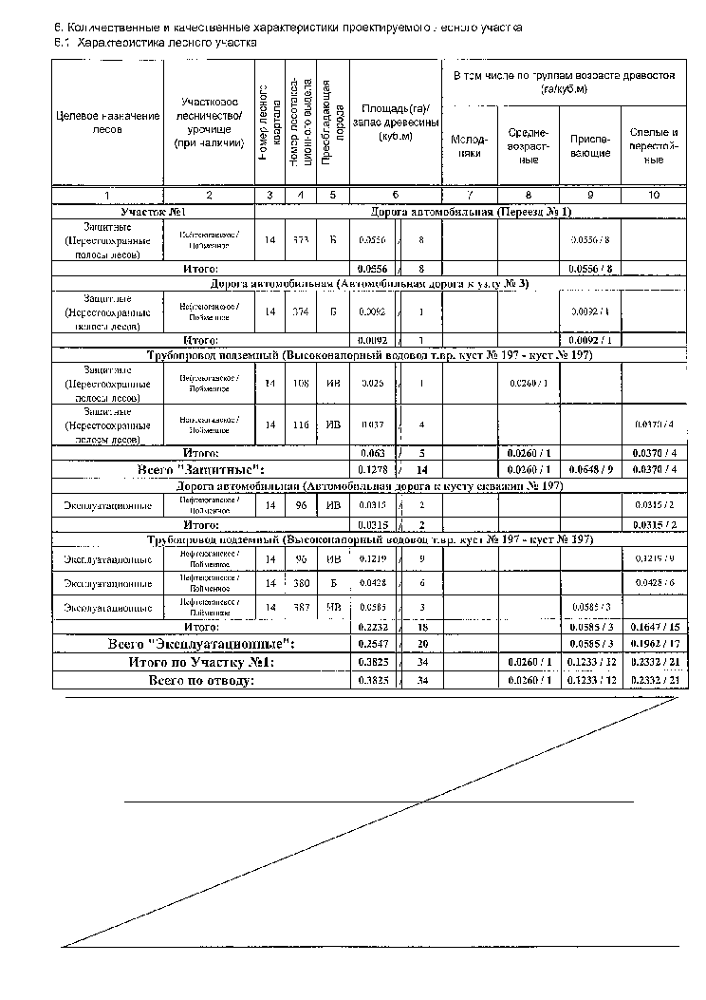 6. Количественные и качественные характеристики проектируемого лесного участка
6.1 Характеристика лесного участка
Целевое назначение лесов
Участковое лесничество/ урочище (при наличии)
Номер лесного квартала
Номер лесотаксационного выдела
Преобладающая порода
Площадь(га)/ запас древесины (куб.м)
В том числе по группам возраста древостоя (га/куб.м)
Молод-няки
Средне-возраст-ные
Приспе-вающие
Спелые и перестой-ные
1 2 3 4 5 6 7 8 9 10
Участок №1 Дорога автомобильная (Переезд № 1)
Защитные (Нерестоохранные полосы лесов) Нефтеюганское / Пойменное 14 373 Б 0.0556 / 8 0.0556 / 8
Итого: 0.0556 / 8 0.0556 / 8
Дорога автомобильная (Автомобильная дорога к узлу № 3)
Защитные (Нерестоохранные полосы лесов) Нефтеюганское / Пойменное 14 374 Б 0.0092 / 1 0.0092 / 1
Итого: 0.0092 / 1 0.0092 / 1
Трубопровод подземный (Высоконапорный водовод т.вр. куст № 197 - куст № 197)
Защитные (Нерестоохранные полосы лесов) Нефтеюганское / Пойменное 14 108 ИВ 0.026 / 1 0.0260 / 1
Защитные (Нерестоохранные полосы лесов) Нефтеюганское / Пойменное 14 116 ИВ 0.037 / 4 0.0370 / 4
Итого: 0.063 / 5 0.0260 / 1 0.0370 / 4
Всего "Защитные": 0.1278 / 14 0.0260 / 1 0.0648 / 9 0.0370 / 4
Дорога автомобильная (Автомобильная дорога к кусту скважин № 197)
Эксплуатационные Нефтеюганское / Пойменное 14 96 ИВ 0.0315 / 2 0.0315 / 2
Итого: 0.0315 / 2 0.0315 / 2
Трубопровод подземный (Высоконапорный водовод т.вр. куст № 197 - куст № 197)
Эксплуатационные Нефтеюганское / Пойменное 14 96 ИВ 0.1219 / 9 0.1219 / 9
Эксплуатационные Нефтеюганское / Пойменное 14 380 Б 0.0428 / 6 0.0428 / 6
Эксплуатационные Нефтеюганское / Пойменное 14 387 ИВ 0.0585 / 3 0.0585 / 3
Итого: 0.2232 / 18 0.0585 / 3 0.1647 / 15
Всего "Эксплуатационные": 0.2547 / 20 0.0585 / 3 0.1962 / 17
Итого по Участку №1: 0.3825 / 34 0.0260 / 1 0.1233 / 12 0.2332 / 21
Всего по отводу: 0.3825 / 34 0.0260 / 1 0.1233 / 12 0.2332 / 21